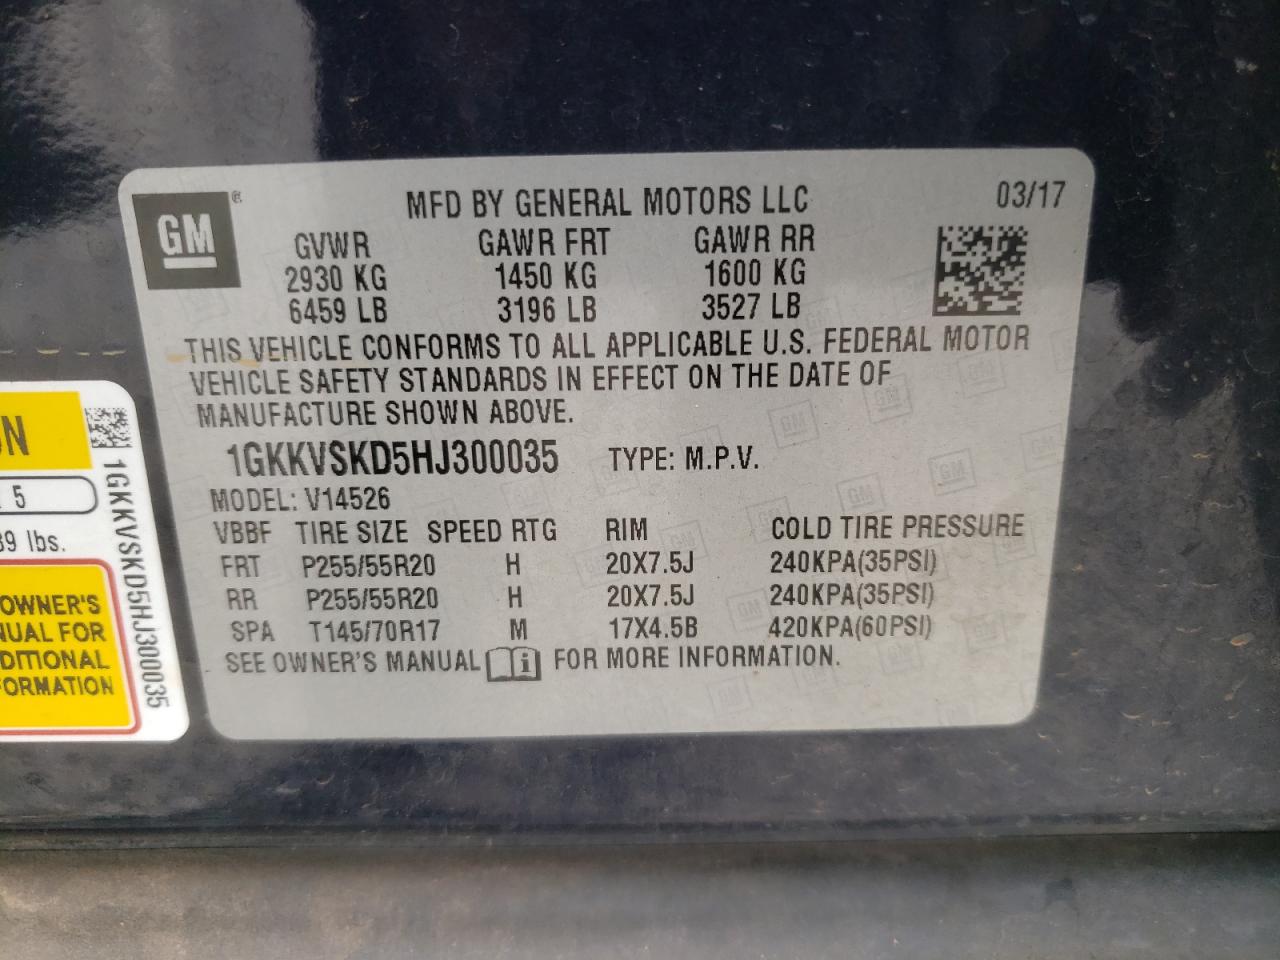 GM®
MFD BY GENERAL MOTORS LLC 03/17
GVWR GAWR FRT GAWR RR
2930 KG 1450 KG 1600 KG
6459 LB 3196 LB 3527 LB
THIS VEHICLE CONFORMS TO ALL APPLICABLE U.S. FEDERAL MOTOR
VEHICLE SAFETY STANDARDS IN EFFECT ON THE DATE OF
MANUFACTURE SHOWN ABOVE.
1GKKVSKD5HJ300035 TYPE: M.P.V.
MODEL: V14526
VBBF TIRE SIZE SPEED RTG RIM COLD TIRE PRESSURE
FRT P255/55R20 H 20X7.5J 240KPA(35PSI)
RR P255/55R20 H 20X7.5J 240KPA(35PSI)
SPA T145/70R17 M 17X4.5B 420KPA(60PSI)
SEE OWNER'S MANUAL i FOR MORE INFORMATION.
5
lbs.
OWNER'S
FOR
1GKKVSKD5HJ300035